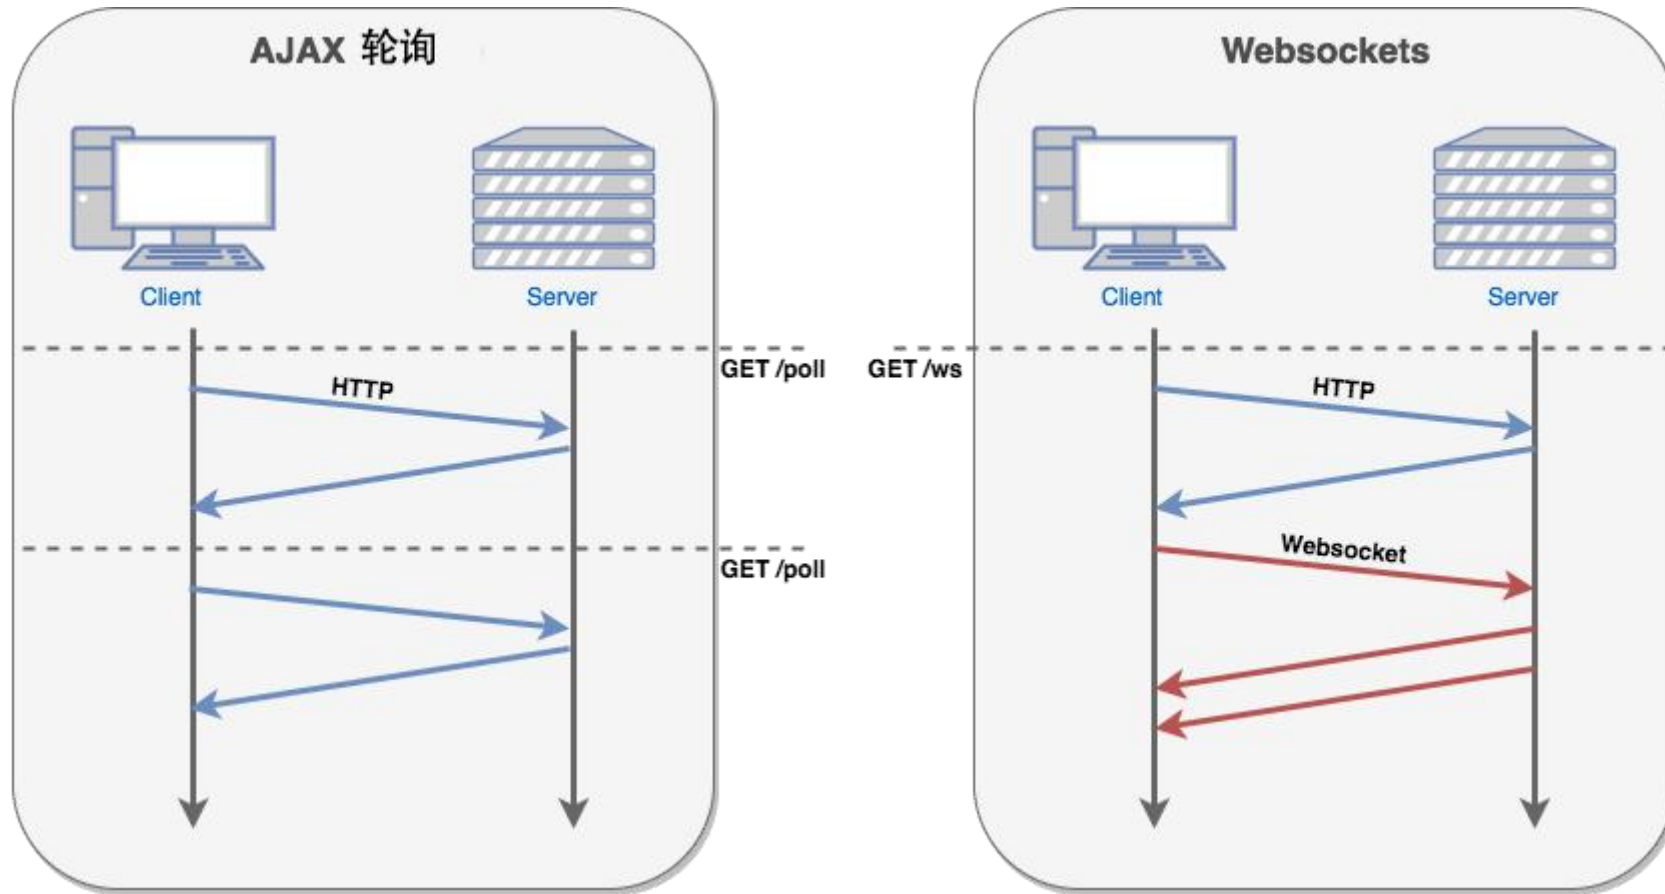 AJAX 轮询
Client
Server
GET /poll
HTTP
GET /poll
Websockets
Client
Server
GET /ws
HTTP
Websocket